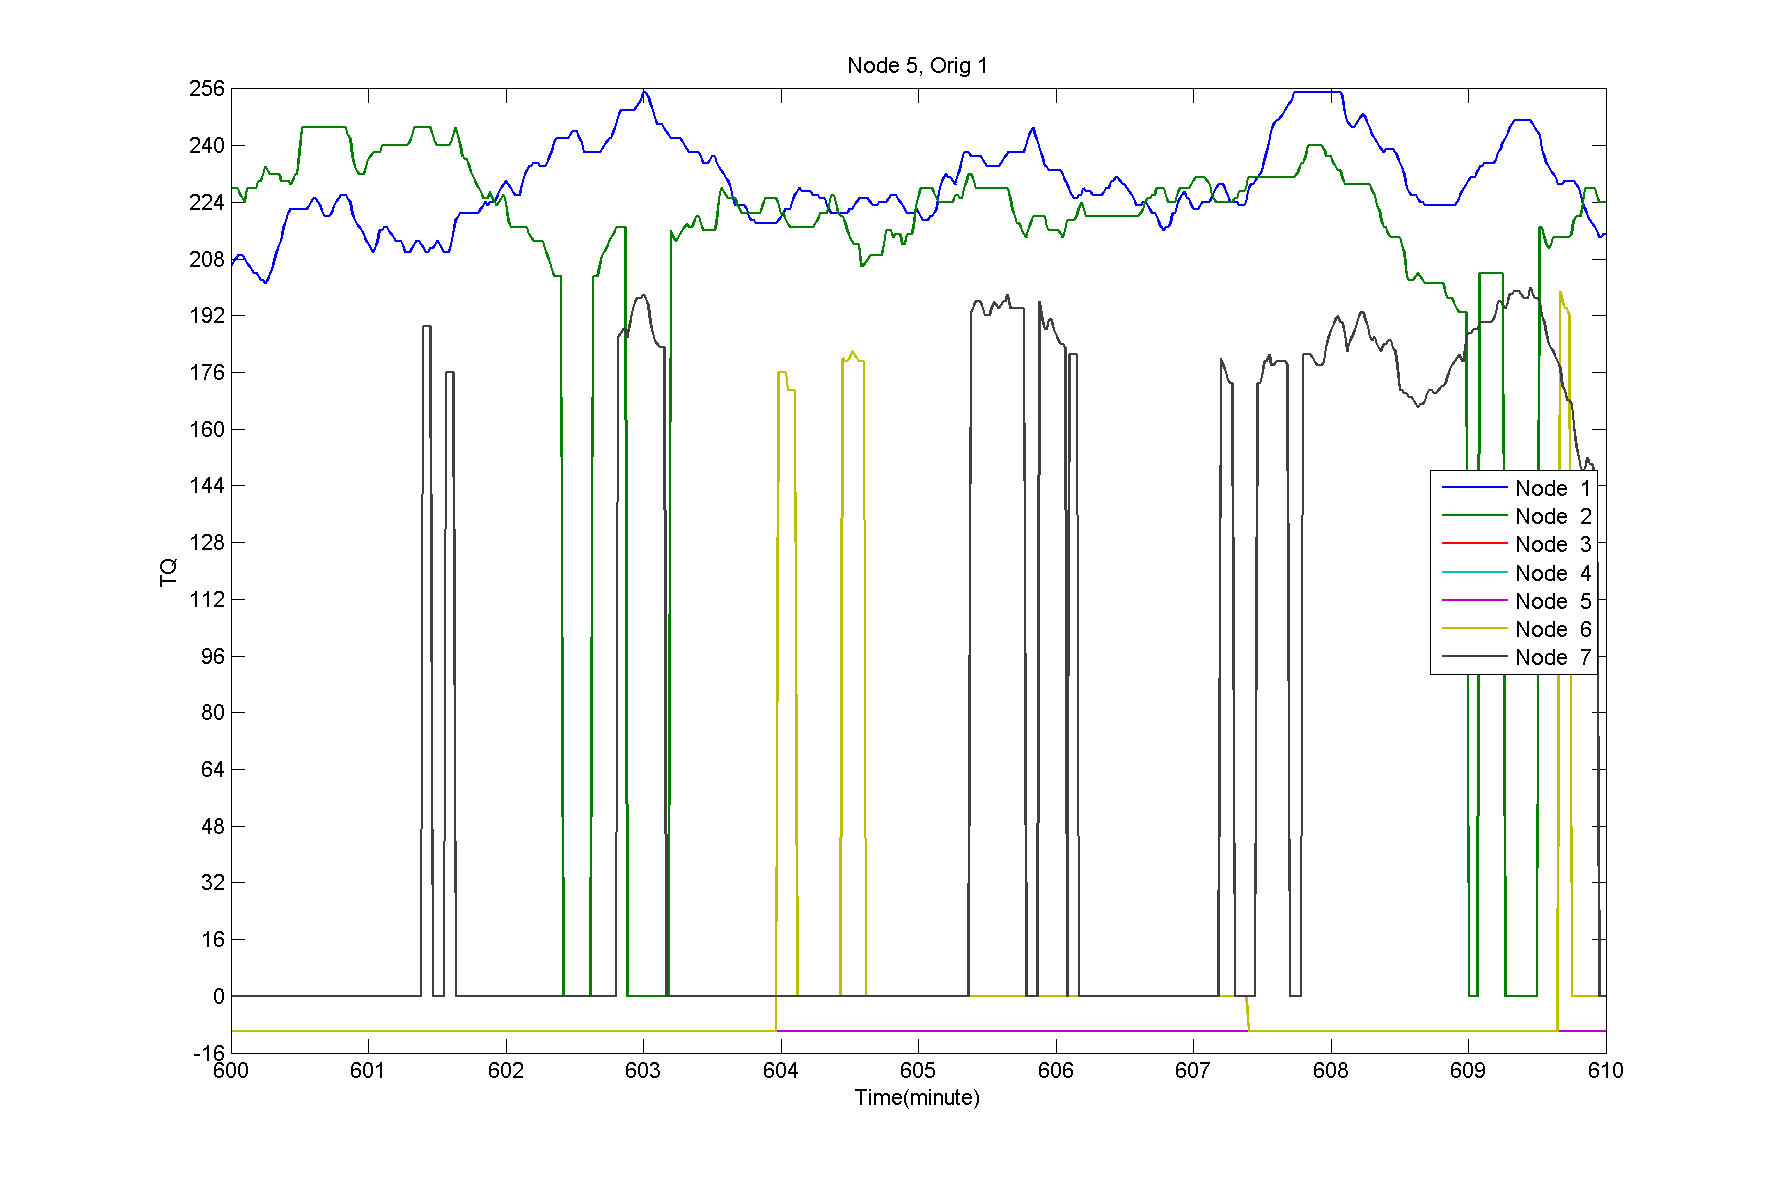 Node 5, Orig 1
256
240
224
208
192
176
160
144
128
112
96
80
64
48
32
16
0
-16
TQ
Node 1
Node 2
Node 3
Node 4
Node 5
Node 6
Node 7
600 601 602 603 604 605 606 607 608 609 610
Time(minute)